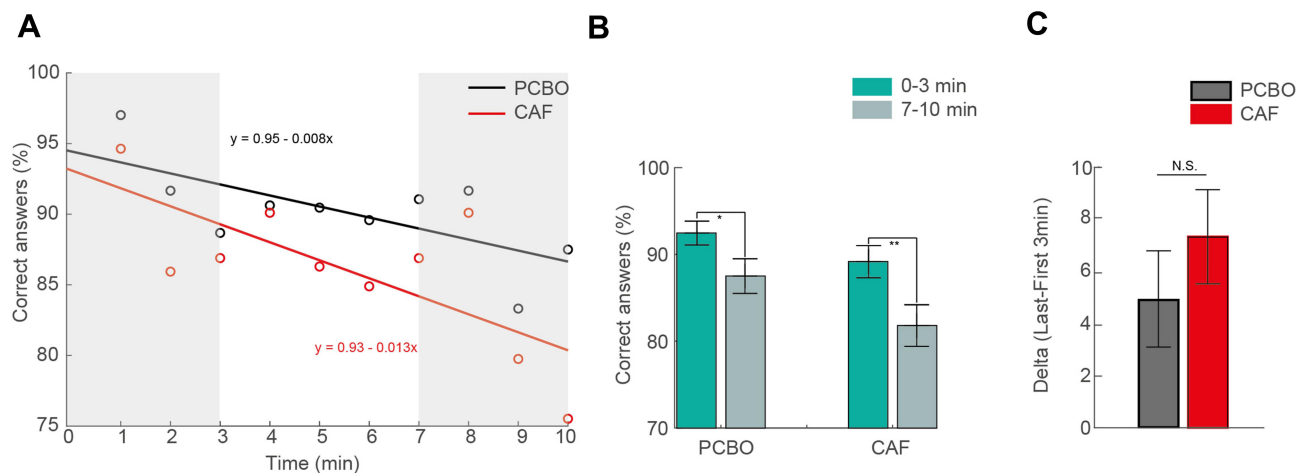 A
Correct answers (%)
100
95
90
85
80
75
0 1 2 3 4 5 6 7 8 9 10
Time (min)
PCBO
CAF
y = 0.95 - 0.008x
y = 0.93 - 0.013x
B
0-3 min
7-10 min
Correct answers (%)
100
90
80
70
*
**
PCBO CAF
C
PCBO
CAF
Delta (Last-First 3min)
10
8
6
4
2
0
N.S.